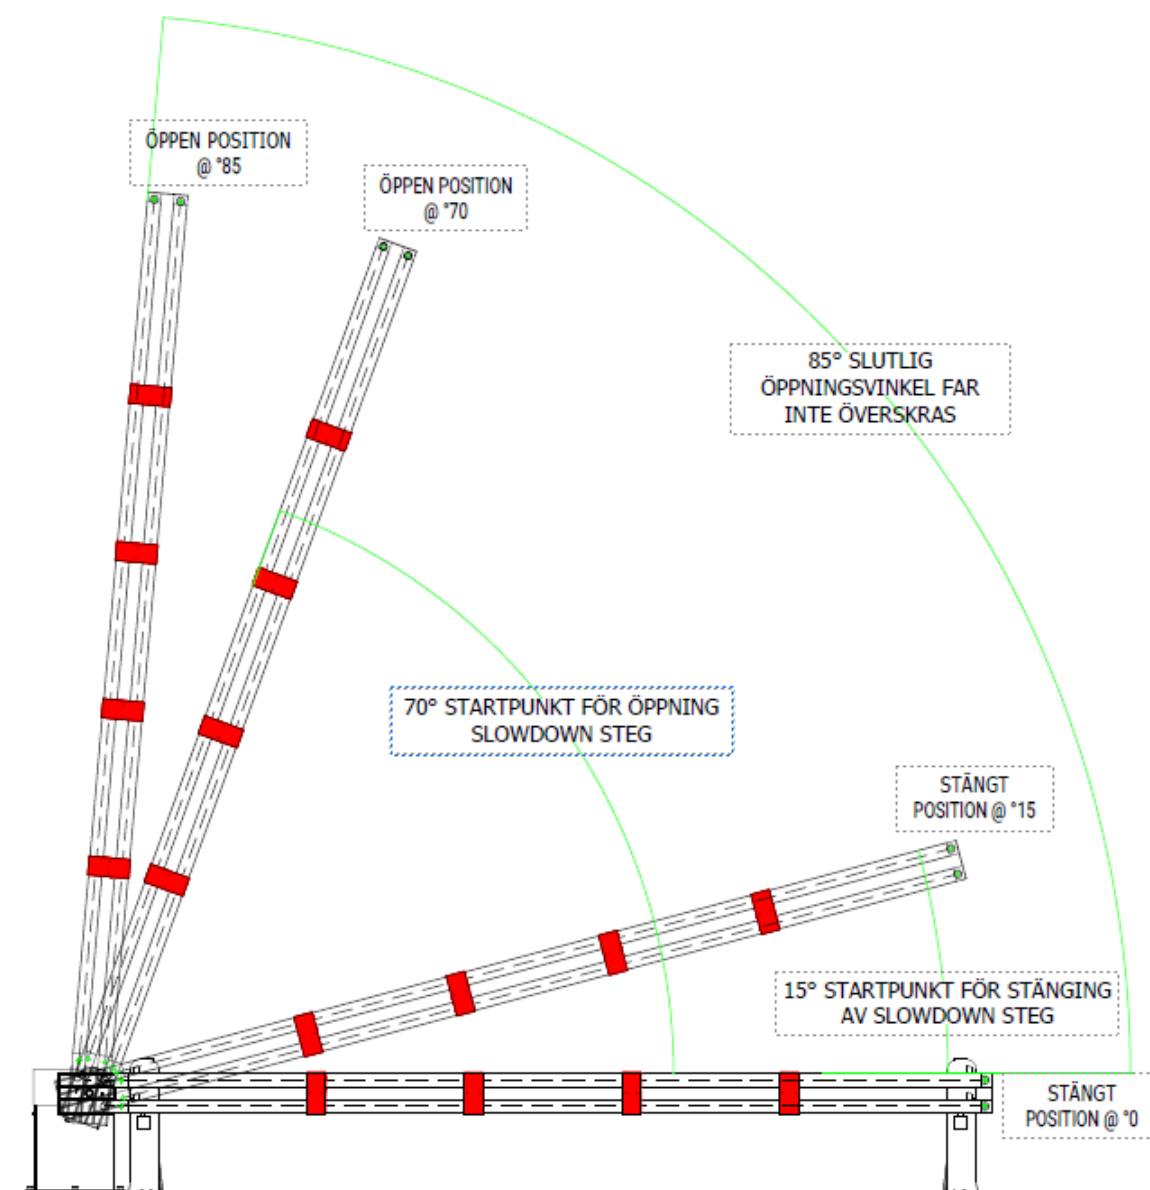 ÖPPEN POSITION
@ °85
ÖPPEN POSITION
@ °70
85° SLUTLIG
ÖPPNINGSVINKEL FAR
INTE ÖVERSKRAS
70° STARTPUNKT FÖR ÖPPNING
SLOWDOWN STEG
STÄNGT
POSITION @ °15
15° STARTPUNKT FÖR STÄNGING
AV SLOWDOWN STEG
STÄNGT
POSITION @ °0